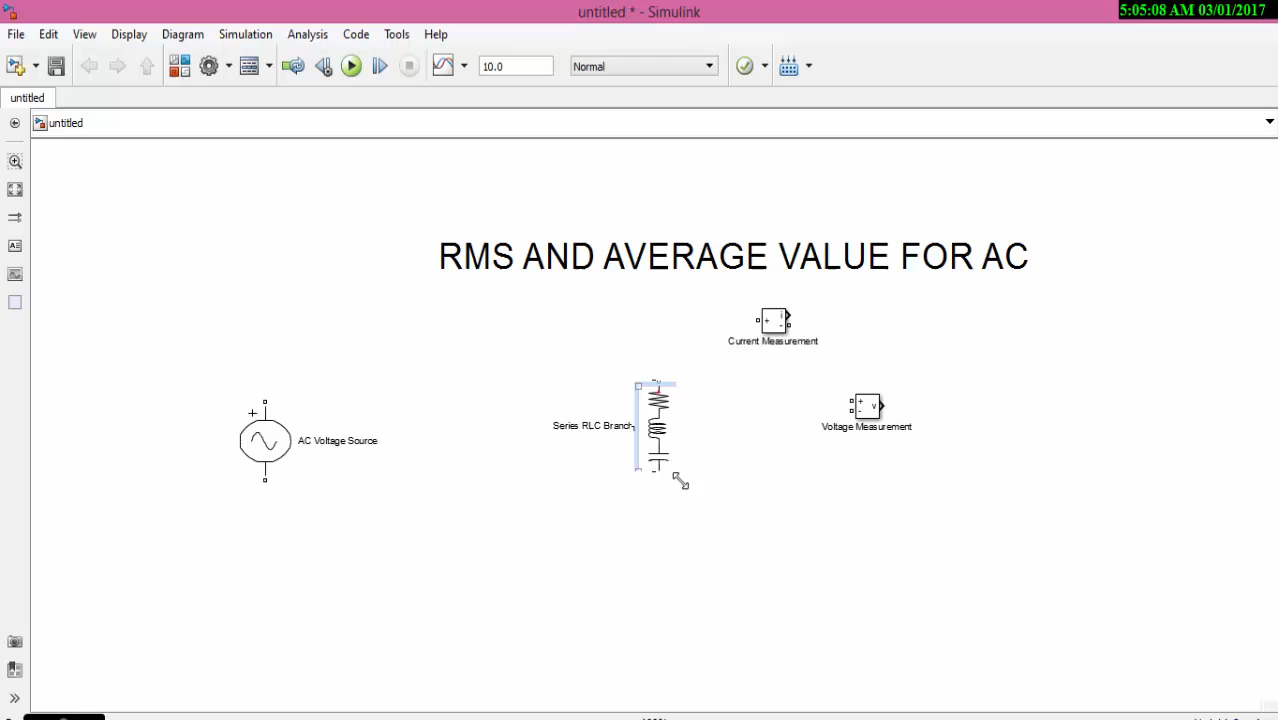 untitled * - Simulink
5:05:08 AM 03/01/2017
File Edit View Display Diagram Simulation Analysis Code Tools Help
10.0 Normal
untitled
untitled
RMS AND AVERAGE VALUE FOR AC
+ i -
Current Measurement
+
AC Voltage Source
Series RLC Branch
+ - v
Voltage Measurement